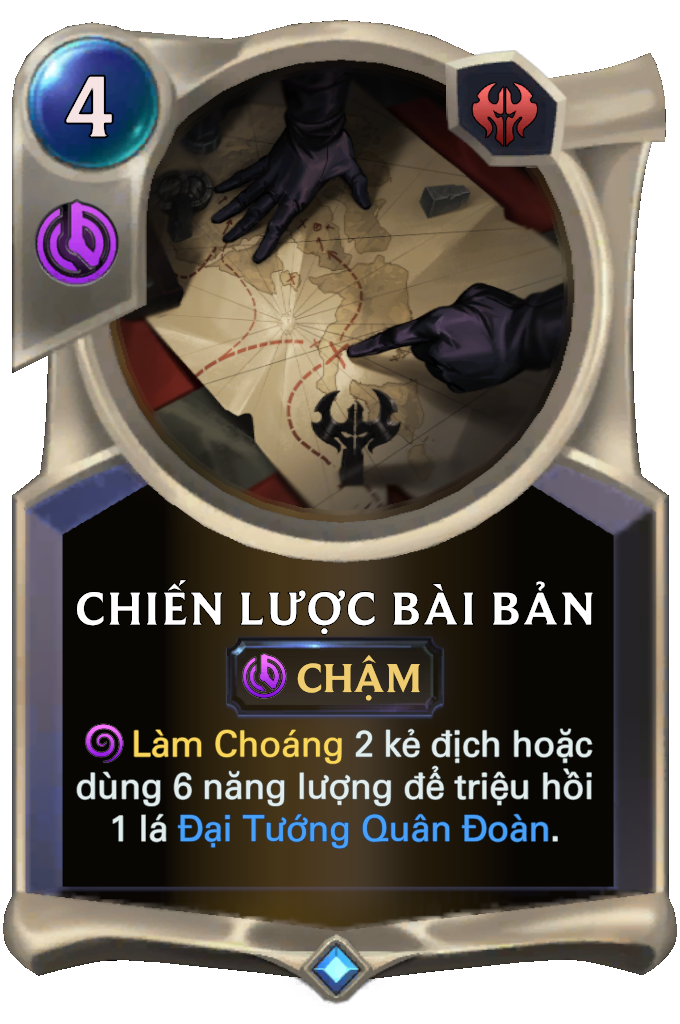 4
CHIẾN LƯỢC BÀI BẢN
CHẬM
Làm Choáng 2 kẻ địch hoặc
dùng 6 năng lượng để triệu hồi
1 lá Đại Tướng Quân Đoàn.